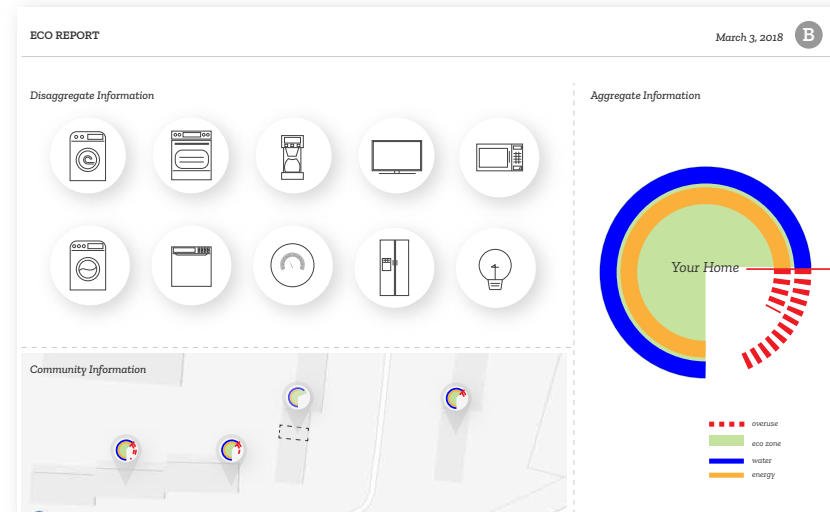 ECO REPORT
March 3, 2018
B
Disaggregate Information
Aggregate Information
Your Home
Community Information
overuse
eco zone
water
energy